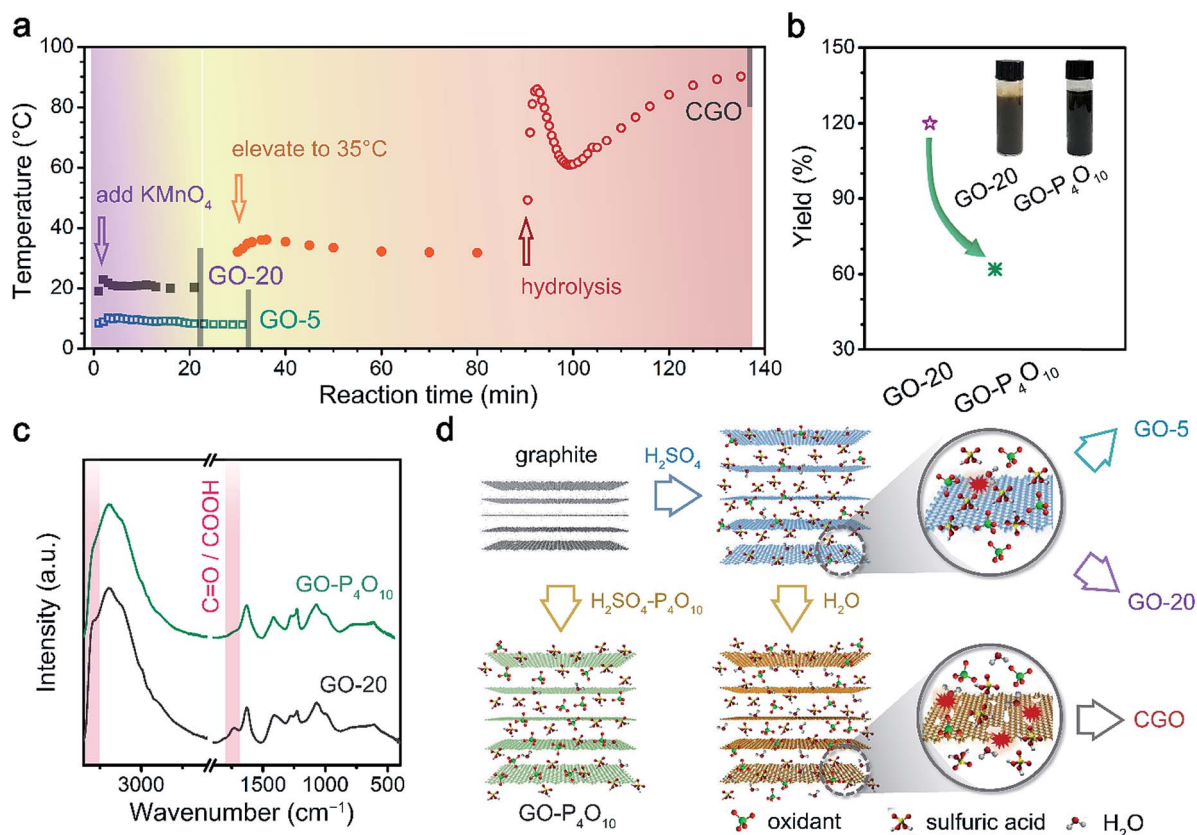 a
100
80
60
40
20
0
Temperature (°C)
add KMnO₄
elevate to 35°C
GO-20
GO-5
hydrolysis
CGO
0 20 40 60 80 100 120 140
Reaction time (min)
b
150
120
90
60
30
Yield (%)
GO-20
GO-P₄O₁₀
GO-20
GO-P₄O₁₀
c
Intensity (a.u.)
C=O / COOH
GO-P₄O₁₀
GO-20
3000 1500 1000 500
Wavenumber (cm⁻¹)
d
graphite
H₂SO₄
GO-5
GO-20
H₂SO₄-P₄O₁₀
H₂O
CGO
GO-P₄O₁₀
oxidant
sulfuric acid
H₂O